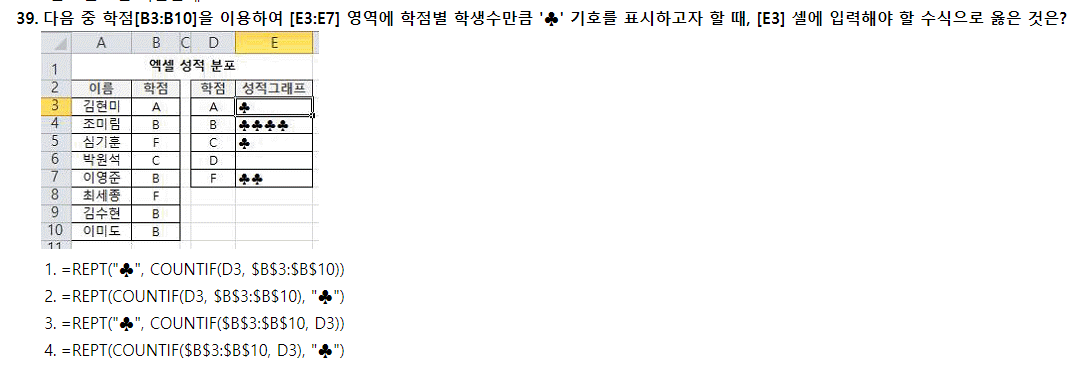 39. 다음 중 학점[B3:B10]을 이용하여 [E3:E7] 영역에 학점별 학생수만큼 '♣' 기호를 표시하고자 할 때, [E3] 셀에 입력해야 할 수식으로 옳은 것은?
A B C D E
1 엑셀 성적 분포
2 이름 학점 학점 성적그래프
3 김현미 A A ♣
4 조미림 B B ♣♣♣♣
5 심기훈 F C ♣
6 박원석 C D
7 이영준 B F ♣♣
8 최세종 F
9 김수현 B
10 이미도 B
11
1. =REPT("♣", COUNTIF(D3, $B$3:$B$10))
2. =REPT(COUNTIF(D3, $B$3:$B$10), "♣")
3. =REPT("♣", COUNTIF($B$3:$B$10, D3))
4. =REPT(COUNTIF($B$3:$B$10, D3), "♣")